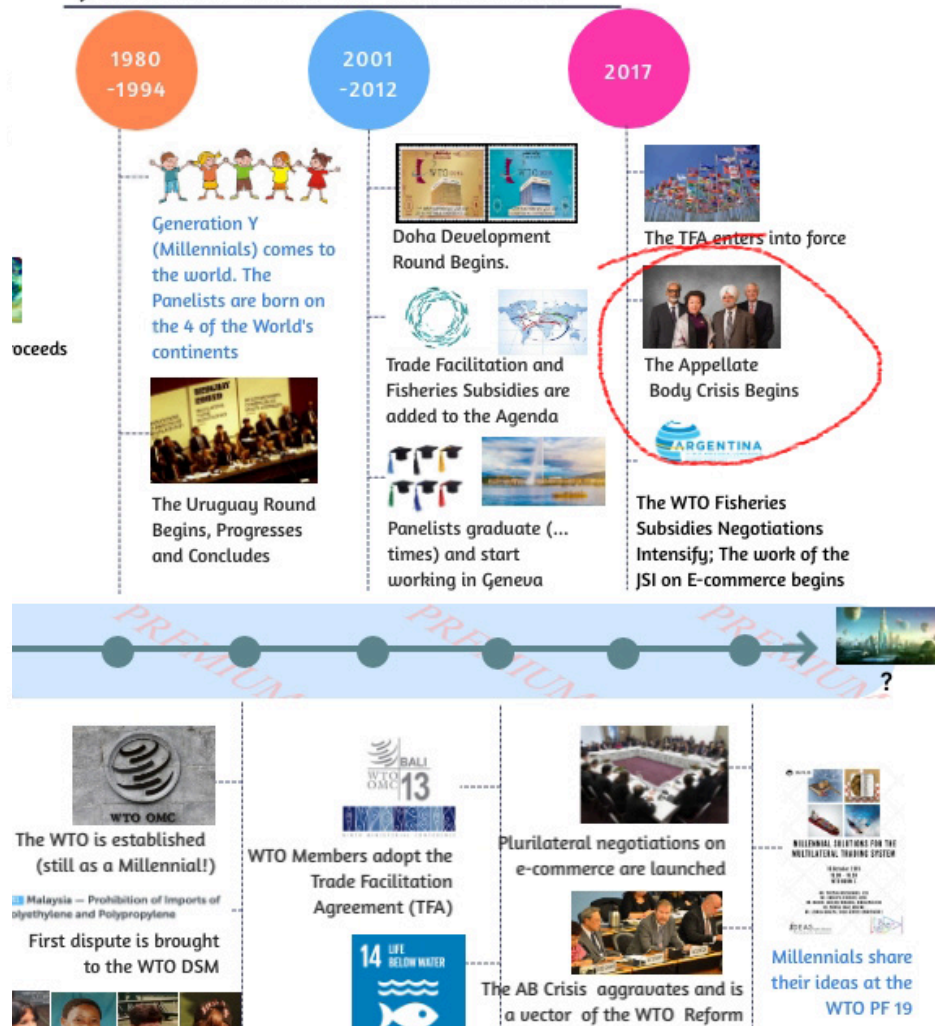 1980
-1994
2001
-2012
2017
Generation Y
(Millennials) comes to
the world. The
Panelists are born on
the 4 of the World's
continents
oceeds
URUGUAY
ROUND
The Uruguay Round
Begins, Progresses
and Concludes
WTO
WTO
Doha Development
Round Begins.
Trade Facilitation and
Fisheries Subsidies are
added to the Agenda
Panelists graduate (...
times) and start
working in Geneva
The TFA enters into force
The Appellate
Body Crisis Begins
ARGENTINA
The WTO Fisheries
Subsidies Negotiations
Intensify; The work of the
JSI on E-commerce begins
PREMIUM
PREMIUM
PREMIUM
?
WTO OMC
The WTO is established
(still as a Millennial!)
Malaysia — Prohibition of Imports of
olyethylene and Polypropylene
First dispute is brought
to the WTO DSM
BALI
WTO
OMC 13
WTO Members adopt the
Trade Facilitation
Agreement (TFA)
14 LIFE
BELOW WATER
Plurilateral negotiations on
e-commerce are launched
The AB Crisis aggravates and is
a vector of the WTO Reform
MILLENNIAL SOLUTIONS FOR THE
MULTILATERAL TRADING SYSTEM
IDEAS
Millennials share
their ideas at the
WTO PF 19